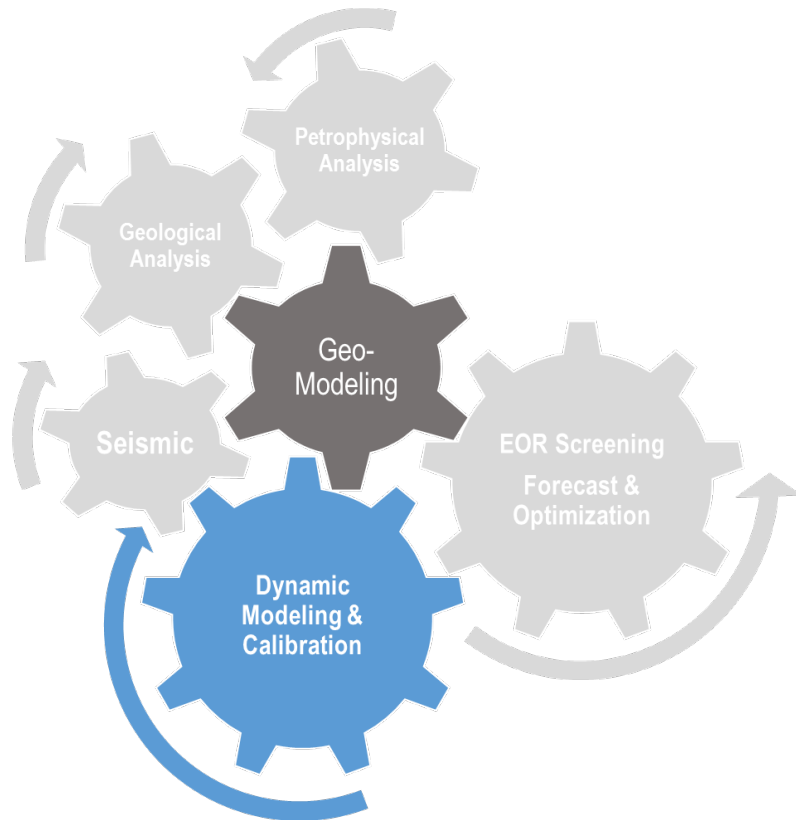 Petrophysical
Analysis
Geological
Analysis
Geo-
Modeling
Seismic
EOR Screening
Forecast &
Optimization
Dynamic
Modeling &
Calibration